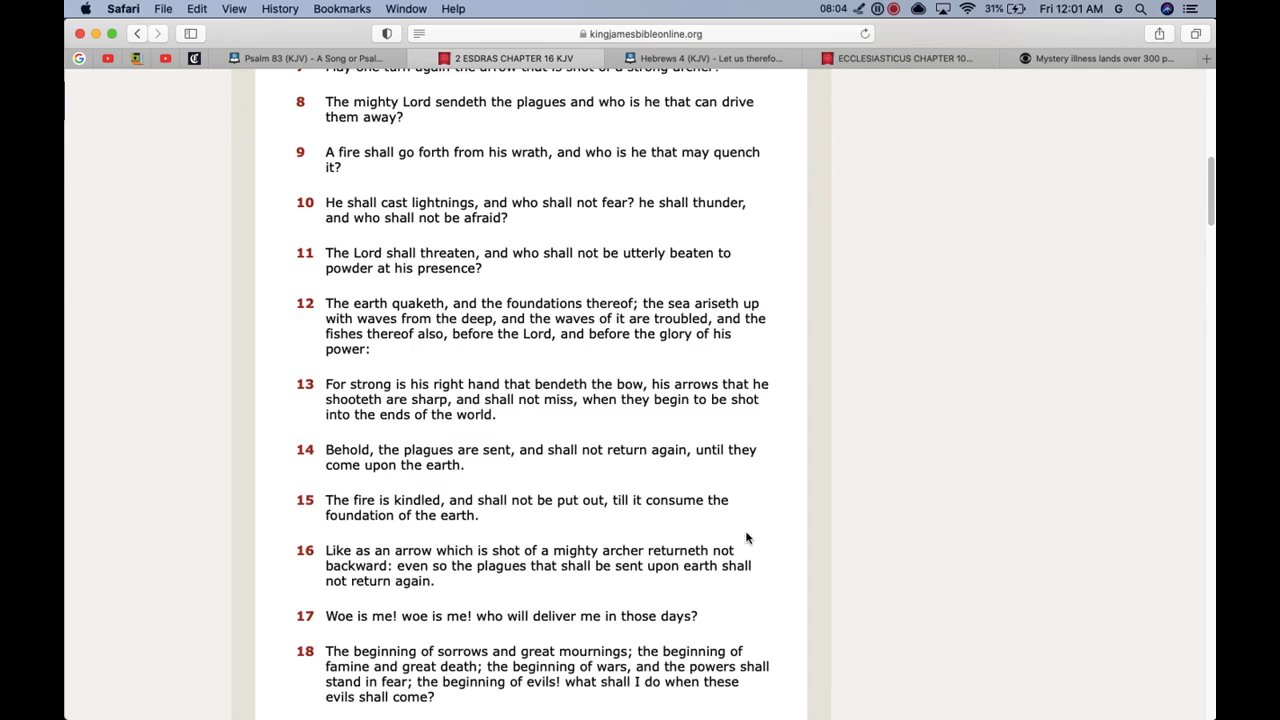 Safari File Edit View History Bookmarks Window Help 08:04 31% Fri 12:01 AM G
kingjamesbibleonline.org
Psalm 83 (KJV) - A Song or Psal... 2 ESDRAS CHAPTER 16 KJV Hebrews 4 (KJV) - Let us therefo... ECCLESIASTICUS CHAPTER 10... Mystery illness lands over 300 p...
7 May one turn again the arrow that is shot of a strong archer?
8 The mighty Lord sendeth the plagues and who is he that can drive
them away?
9 A fire shall go forth from his wrath, and who is he that may quench
it?
10 He shall cast lightnings, and who shall not fear? he shall thunder,
and who shall not be afraid?
11 The Lord shall threaten, and who shall not be utterly beaten to
powder at his presence?
12 The earth quaketh, and the foundations thereof; the sea ariseth up
with waves from the deep, and the waves of it are troubled, and the
fishes thereof also, before the Lord, and before the glory of his
power:
13 For strong is his right hand that bendeth the bow, his arrows that he
shooteth are sharp, and shall not miss, when they begin to be shot
into the ends of the world.
14 Behold, the plagues are sent, and shall not return again, until they
come upon the earth.
15 The fire is kindled, and shall not be put out, till it consume the
foundation of the earth.
16 Like as an arrow which is shot of a mighty archer returneth not
backward: even so the plagues that shall be sent upon earth shall
not return again.
17 Woe is me! woe is me! who will deliver me in those days?
18 The beginning of sorrows and great mournings; the beginning of
famine and great death; the beginning of wars, and the powers shall
stand in fear; the beginning of evils! what shall I do when these
evils shall come?